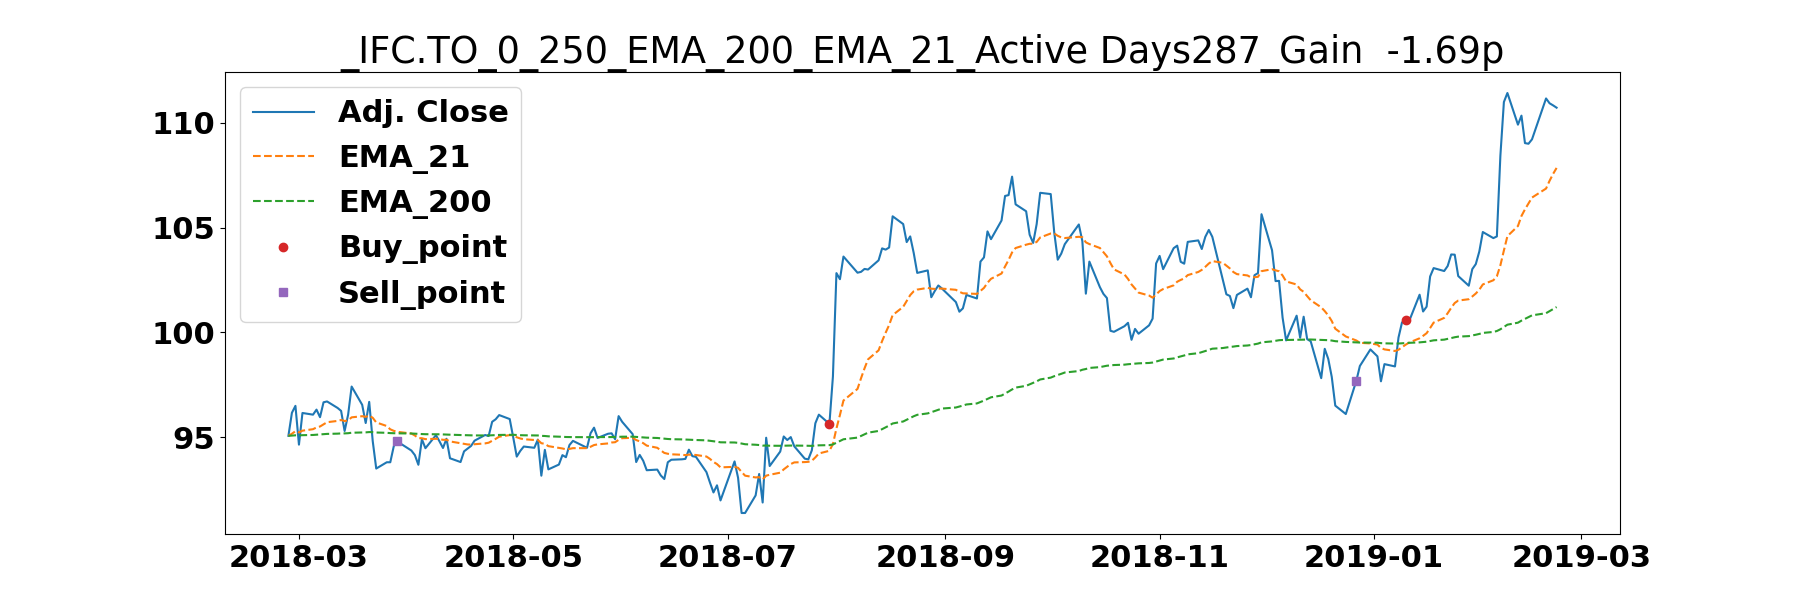 _IFC.TO_0_250_EMA_200_EMA_21_Active Days287_Gain  -1.69p
Adj. Close
EMA_21
EMA_200
Buy_point
Sell_point
110
105
100
95
2018-03
2018-05
2018-07
2018-09
2018-11
2019-01
2019-03